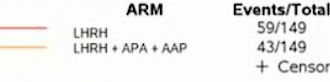 ARM Events/Total
LHRH 59/149
LHRH + APA + AAP 43/149
+ Censor